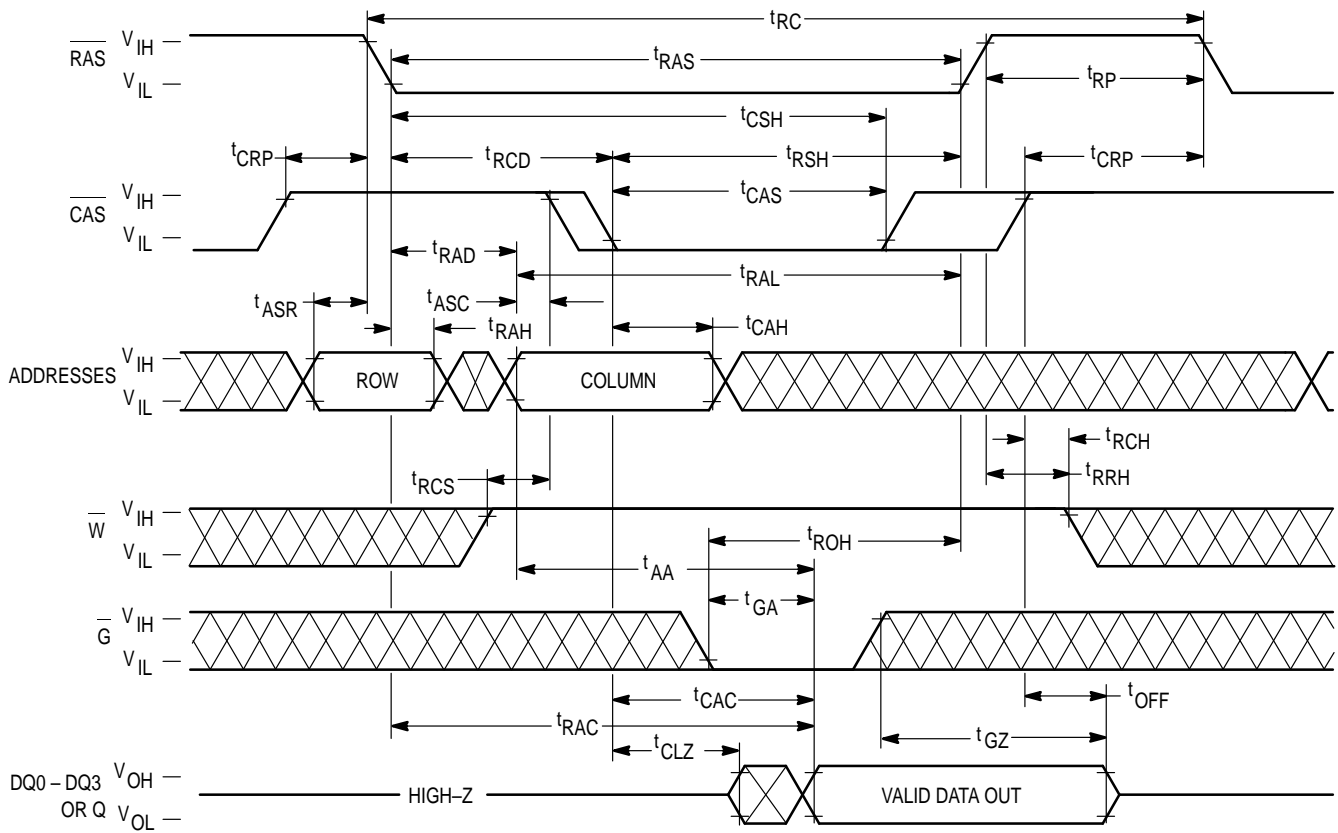 tRC
RAS VIH
VIL
tRAS
tRP
tCSH
tCRP
tRCD
tRSH
tCRP
CAS VIH
VIL
tCAS
tRAD
tRAL
tASR
tASC
tRAH
tCAH
ADDRESSES VIH
VIL
ROW
COLUMN
tRCH
tRCS
tRRH
W VIH
VIL
tROH
tAA
tGA
G VIH
VIL
tCAC
tOFF
tRAC
tCLZ
tGZ
DQ0 – DQ3 VOH
OR Q VOL
HIGH–Z
VALID DATA OUT